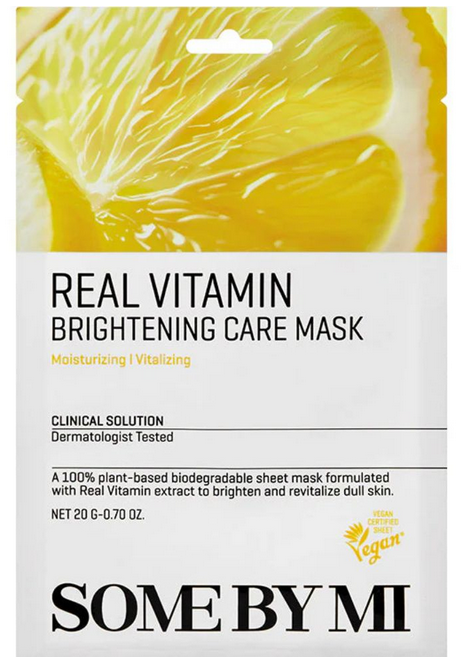 REAL VITAMIN
BRIGHTENING CARE MASK
Moisturizing I Vitalizing
CLINICAL SOLUTION
Dermatologist Tested
A 100% plant-based biodegradable sheet mask formulated
with Real Vitamin extract to brighten and revitalize dull skin.
NET 20 G-0.70 OZ.
VEGAN
CERTIFIED
SHEET
Vegan
SOME BY MI